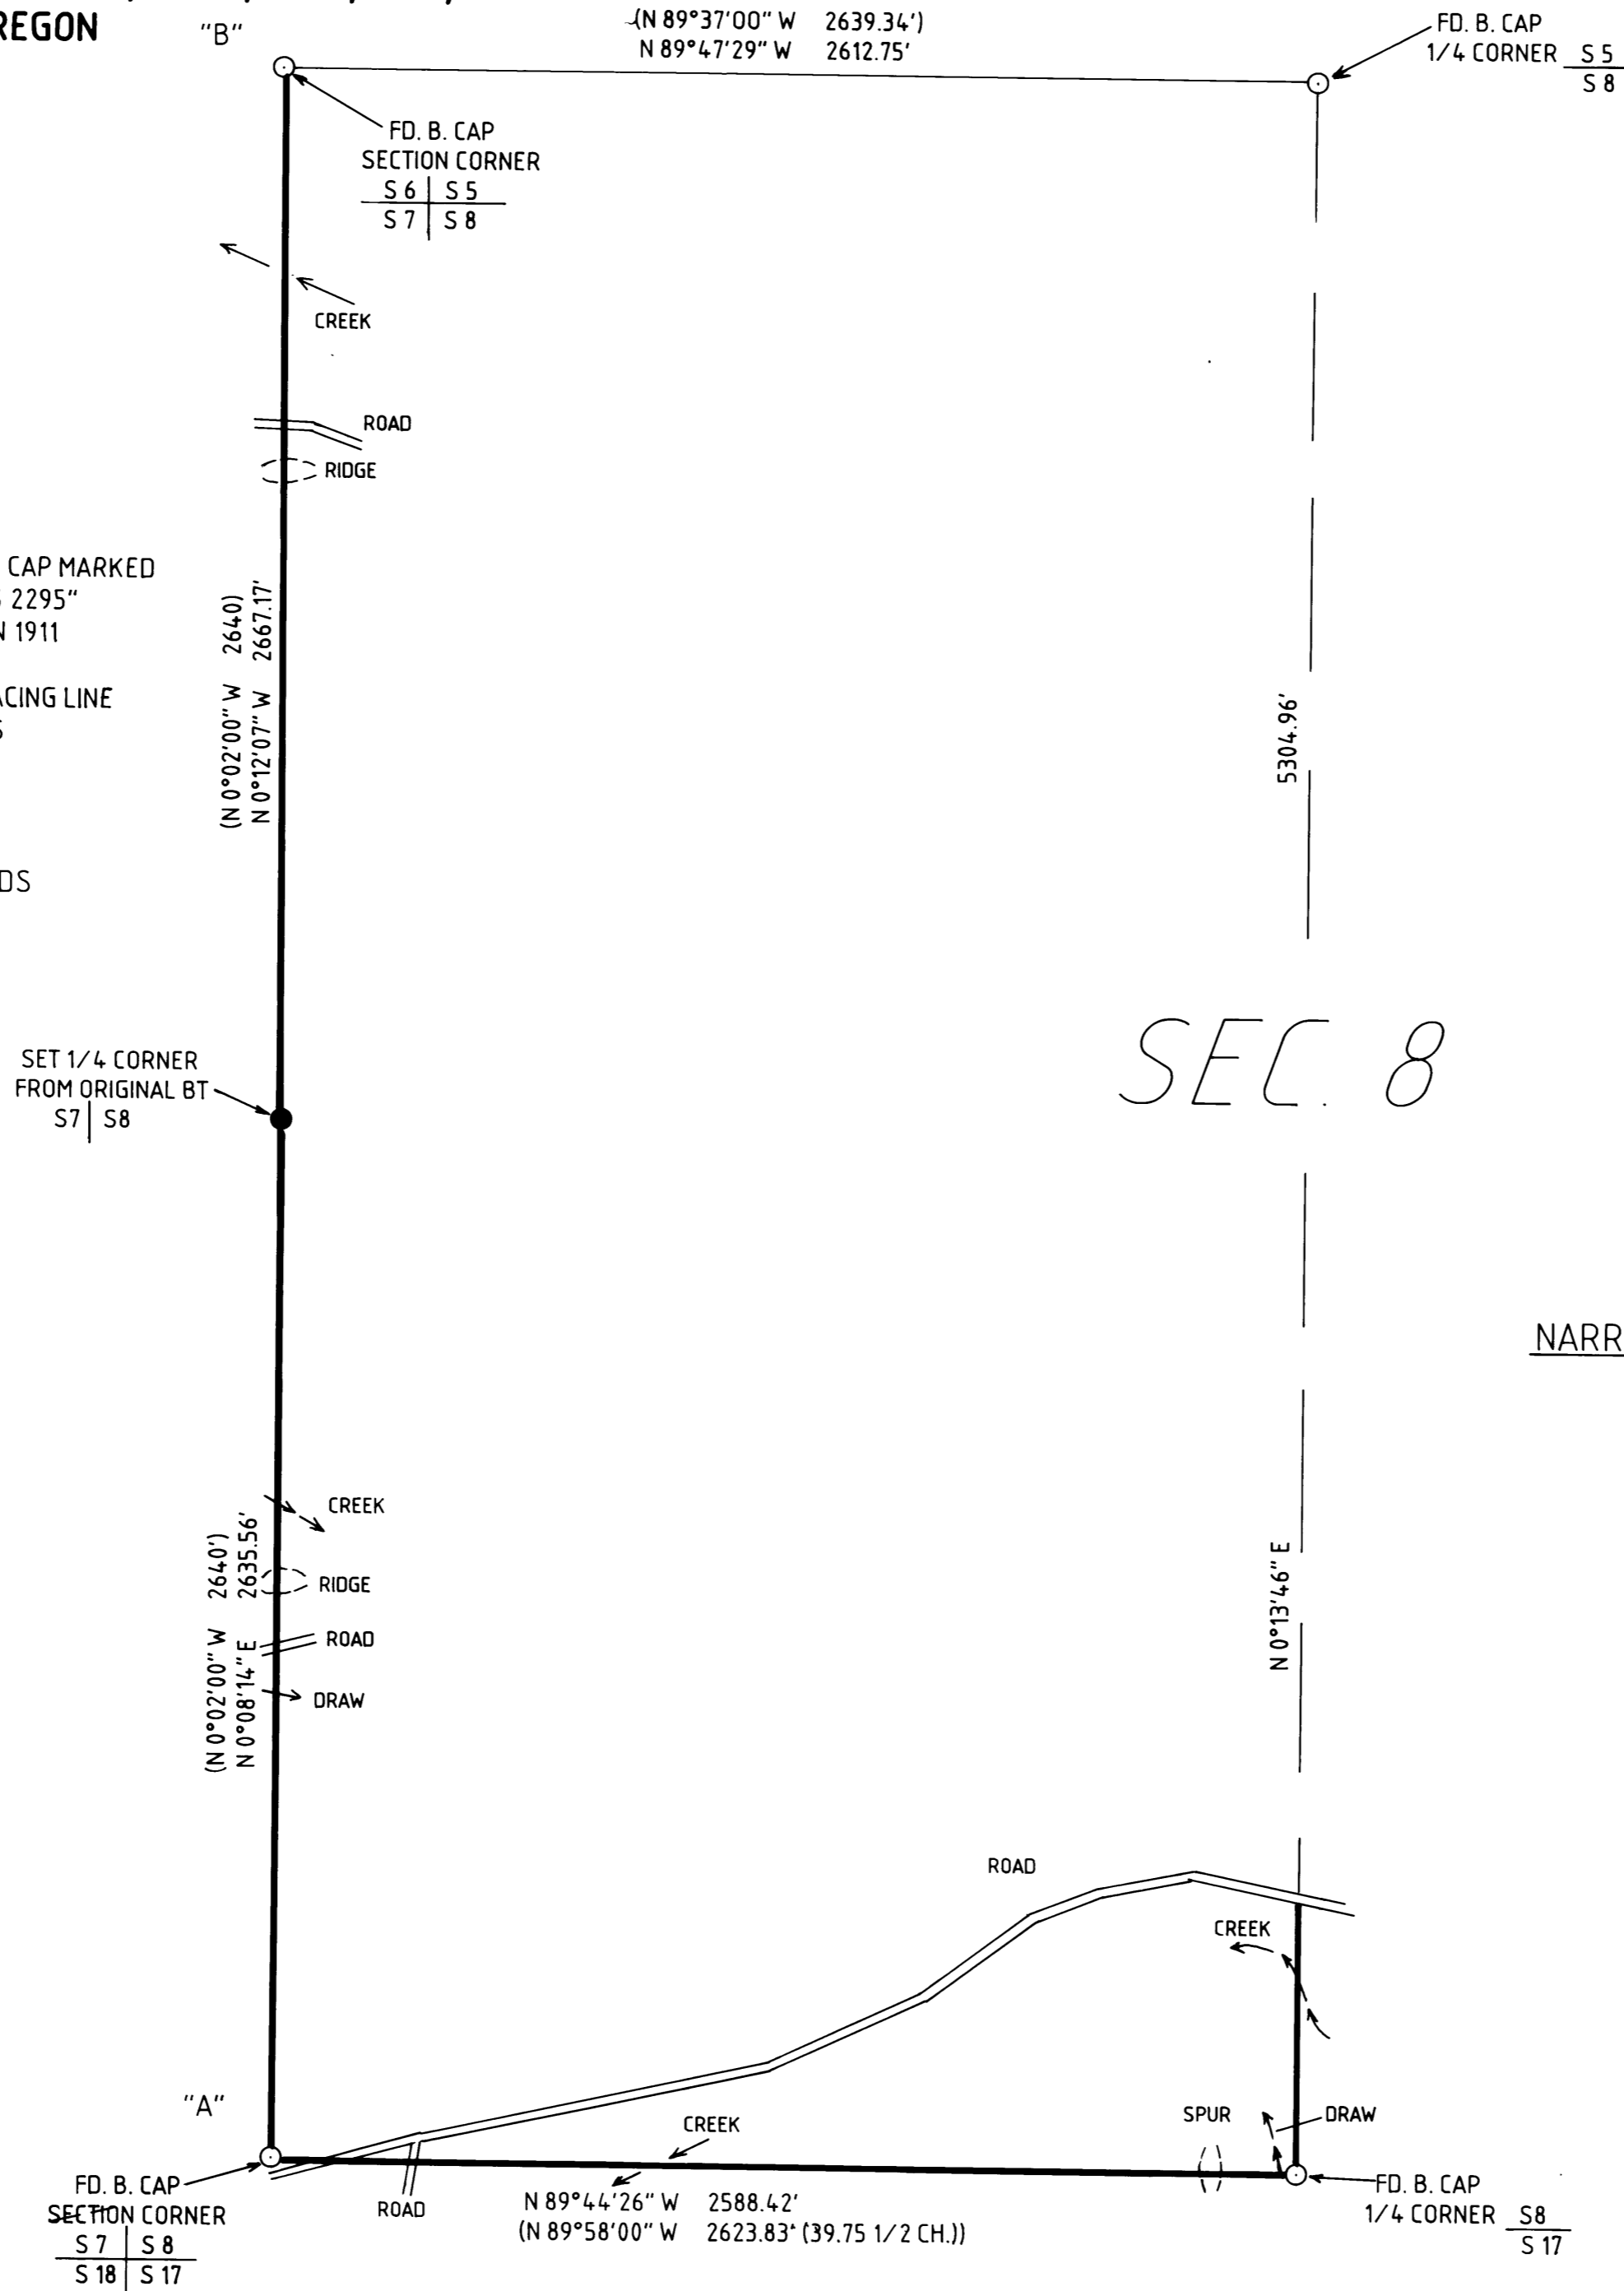 REGON
"B"
(N 89°37'00" W 2639.34')
N 89°47'29" W 2612.75'
FD. B. CAP
1/4 CORNER S 5
S 8
FD. B. CAP
SECTION CORNER
S 6 | S 5
S 7 | S 8
CREEK
ROAD
RIDGE
CAP MARKED
2295"
N 1911
ACING LINE
S
DS
(N 0°02'00" W 2640)
N 0°12'07" W 2667.17'
5304.96'
SEC. 8
SET 1/4 CORNER
FROM ORIGINAL BT
S7 | S8
NARR
CREEK
(N 0°02'00" W 2640')
N 0°08'14" E 2635.56'
RIDGE
ROAD
DRAW
N 0°13'46" E
ROAD
CREEK
"A"
CREEK
SPUR
DRAW
FD. B. CAP
SECTION CORNER
S 7 | S 8
S 18 | S 17
ROAD
N 89°44'26" W 2588.42'
(N 89°58'00" W 2623.83' (39.75 1/2 CH.))
FD. B. CAP
1/4 CORNER S8
S 17